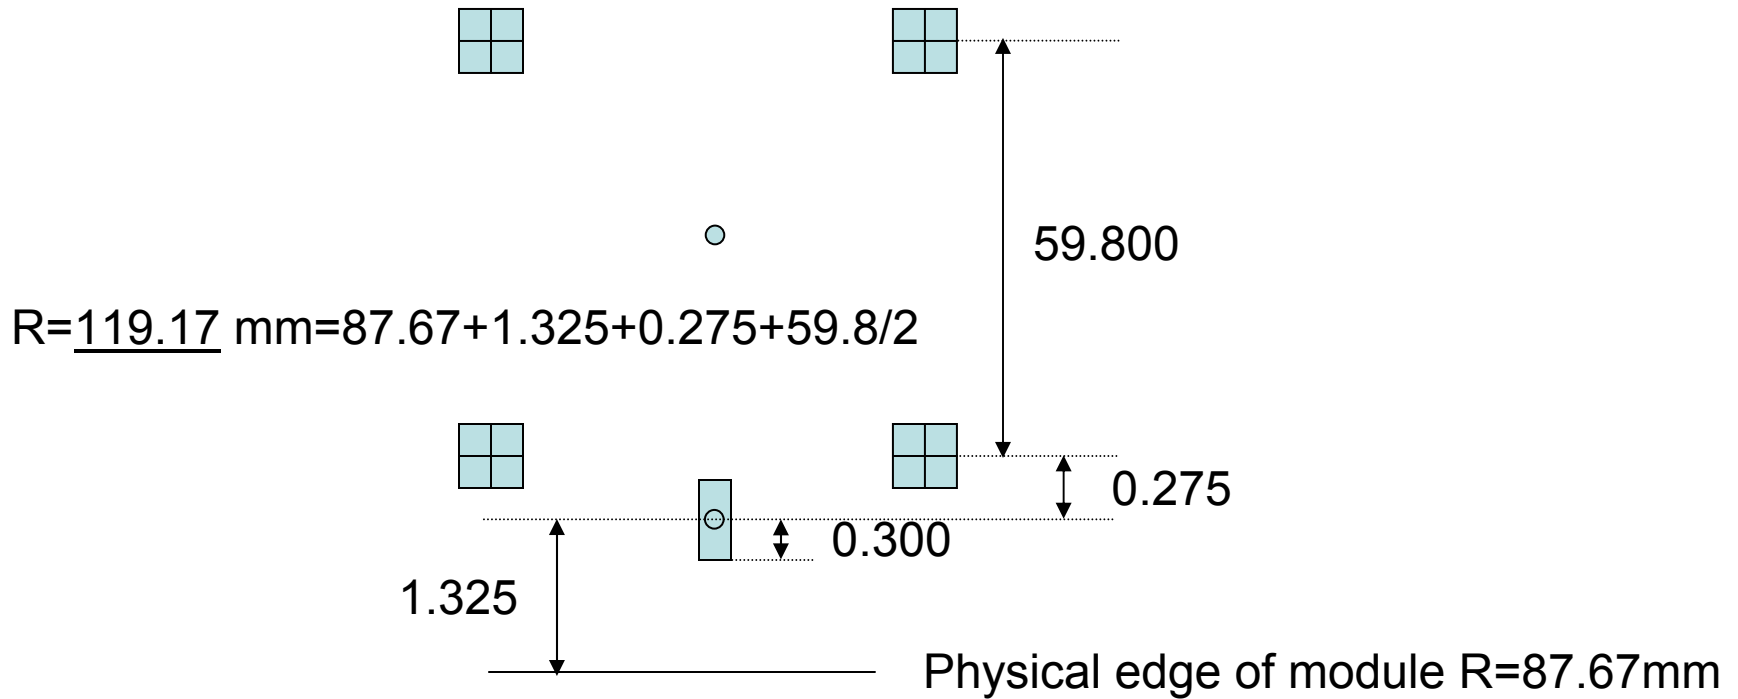 59.800
R=119.17 mm=87.67+1.325+0.275+59.8/2
0.275
0.300
1.325
Physical edge of module R=87.67mm